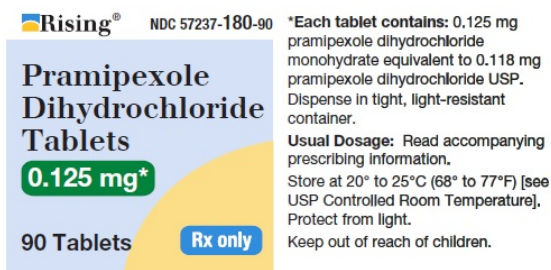 Rising®
NDC 57237-180-90
Pramipexole
Dihydrochloride
Tablets
0.125 mg*
90 Tablets
Rx only
*Each tablet contains: 0.125 mg
pramipexole dihydrochloride
monohydrate equivalent to 0.118 mg
pramipexole dihydrochloride USP.
Dispense in tight, light-resistant
container.
Usual Dosage: Read accompanying
prescribing information.
Store at 20° to 25°C (68° to 77°F) [see
USP Controlled Room Temperature].
Protect from light.
Keep out of reach of children.